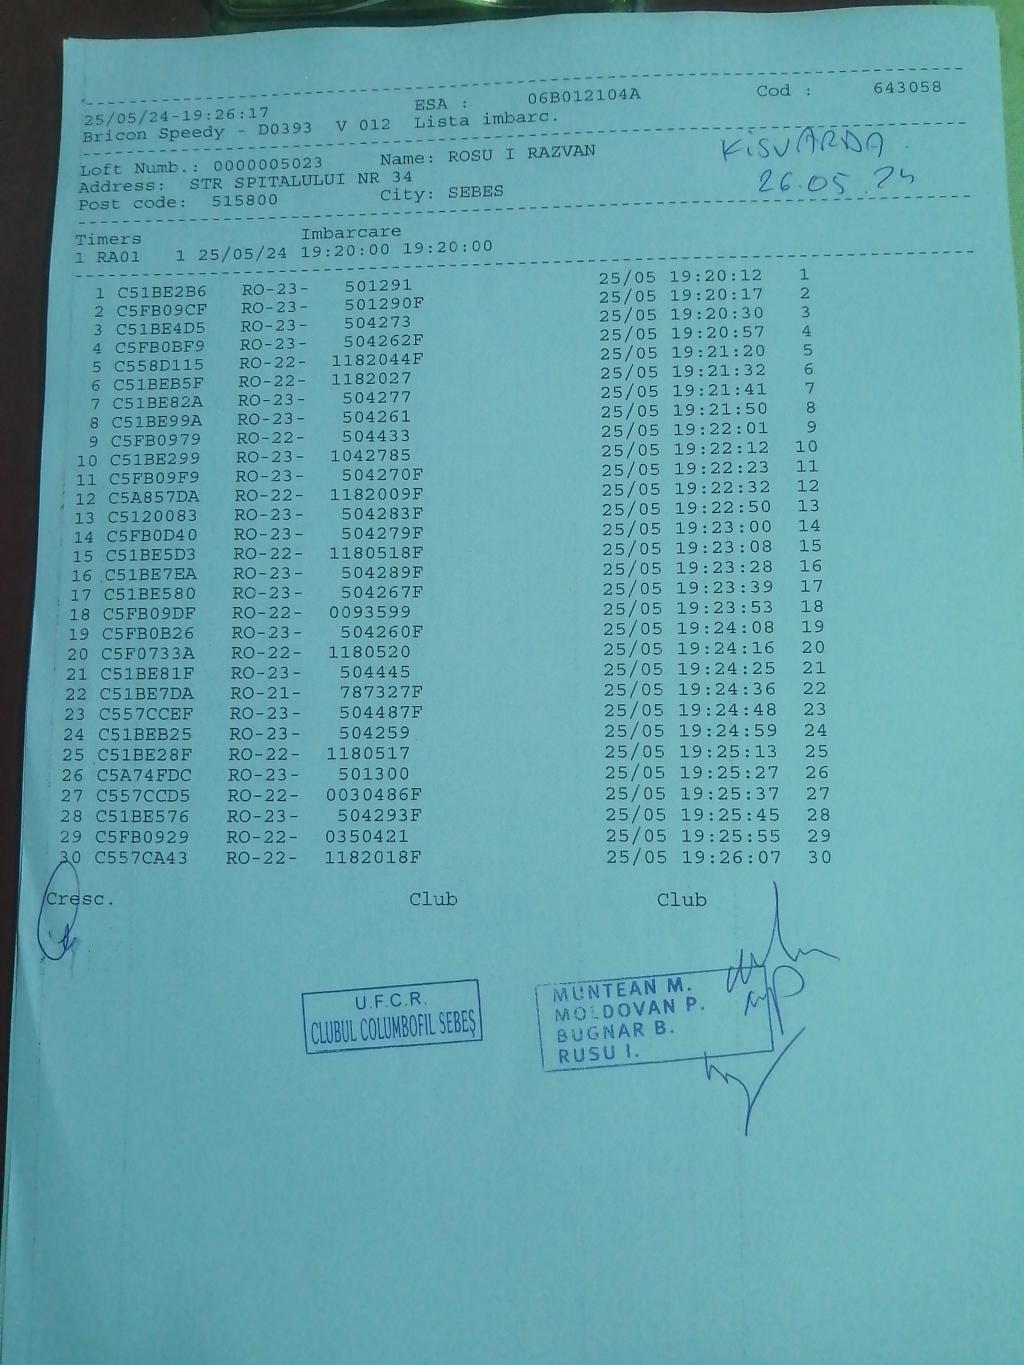 25/05/24-19:26:17 ESA : 06B012104A Cod : 643058
Bricon Speedy - D0393 V 012 Lista imbarc.
Loft Numb.: 0000005023 Name: ROSU I RAZVAN
Address: STR SPITALULUI NR 34
Post code: 515800 City: SEBES
KISVARDA
26.05.24
Timers Imbarcare
1 RA01 1 25/05/24 19:20:00 19:20:00
1 C51BE2B6 RO-23- 501291 25/05 19:20:12 1
2 C5FB09CF RO-23- 501290F 25/05 19:20:17 2
3 C51BE4D5 RO-23- 504273 25/05 19:20:30 3
4 C5FB0BF9 RO-23- 504262F 25/05 19:20:57 4
5 C558D115 RO-22- 1182044F 25/05 19:21:20 5
6 C51BEB5F RO-22- 1182027 25/05 19:21:32 6
7 C51BE82A RO-23- 504277 25/05 19:21:41 7
8 C51BE99A RO-23- 504261 25/05 19:21:50 8
9 C5FB0979 RO-22- 504433 25/05 19:22:01 9
10 C51BE299 RO-23- 1042785 25/05 19:22:12 10
11 C5FB09F9 RO-23- 504270F 25/05 19:22:23 11
12 C5A857DA RO-22- 1182009F 25/05 19:22:32 12
13 C5120083 RO-23- 504283F 25/05 19:22:50 13
14 C5FB0D40 RO-23- 504279F 25/05 19:23:00 14
15 C51BE5D3 RO-22- 1180518F 25/05 19:23:08 15
16 C51BE7EA RO-23- 504289F 25/05 19:23:28 16
17 C51BE580 RO-23- 504267F 25/05 19:23:39 17
18 C5FB09DF RO-22- 0093599 25/05 19:23:53 18
19 C5FB0B26 RO-23- 504260F 25/05 19:24:08 19
20 C5F0733A RO-22- 1180520 25/05 19:24:16 20
21 C51BE81F RO-23- 504445 25/05 19:24:25 21
22 C51BE7DA RO-21- 787327F 25/05 19:24:36 22
23 C557CCEF RO-23- 504487F 25/05 19:24:48 23
24 C51BEB25 RO-23- 504259 25/05 19:24:59 24
25 C51BE28F RO-22- 1180517 25/05 19:25:13 25
26 C5A74FDC RO-23- 501300 25/05 19:25:27 26
27 C557CCD5 RO-22- 0030486F 25/05 19:25:37 27
28 C51BE576 RO-23- 504293F 25/05 19:25:45 28
29 C5FB0929 RO-22- 0350421 25/05 19:25:55 29
30 C557CA43 RO-22- 1182018F 25/05 19:26:07 30
Cresc. Club Club
U.F.C.R.
CLUBUL COLUMBOFIL SEBEȘ
MUNTEAN M.
MOLDOVAN P.
BUGNAR B.
RUSU I.